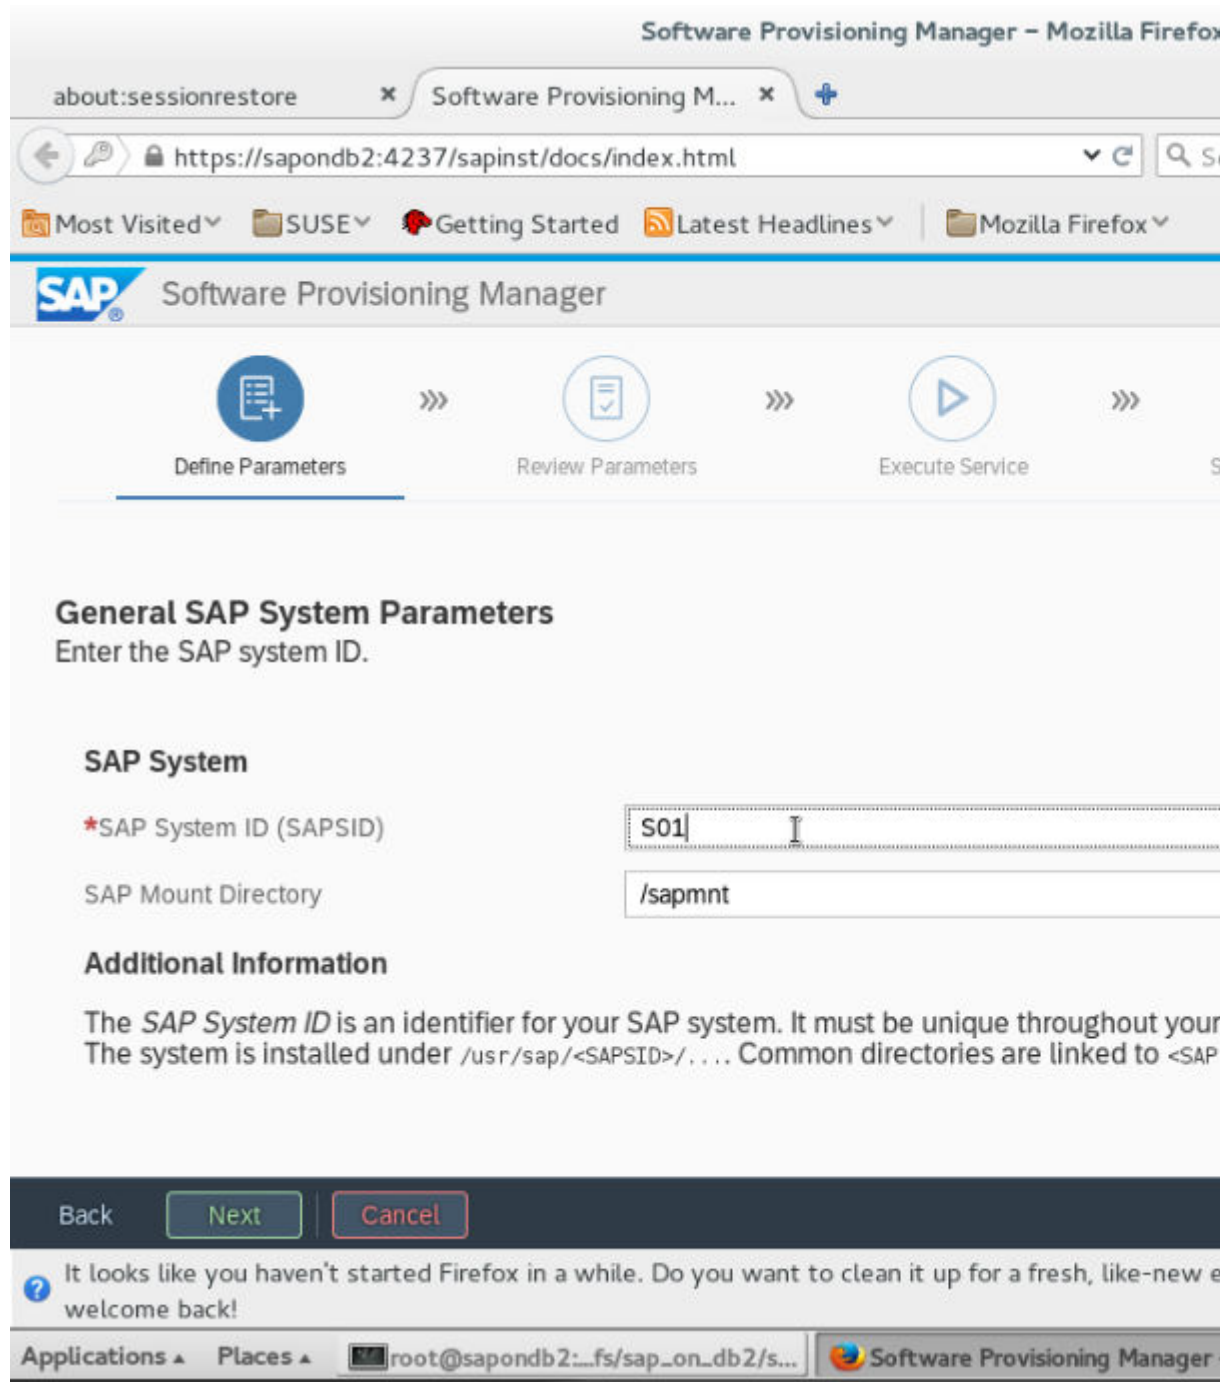 Software Provisioning Manager – Mozilla Firefox
about:sessionrestore
Software Provisioning M...
https://sapondb2:4237/sapinst/docs/index.html
Most Visited
SUSE
Getting Started
Latest Headlines
Mozilla Firefox
SAP
®
Software Provisioning Manager
Define Parameters
Review Parameters
Execute Service
General SAP System Parameters
Enter the SAP system ID.
SAP System
*SAP System ID (SAPSID)
S01
SAP Mount Directory
/sapmnt
Additional Information
The SAP System ID is an identifier for your SAP system. It must be unique throughout your
The system is installed under /usr/sap/<SAPSID>/.... Common directories are linked to <SAP
Back
Next
Cancel
It looks like you haven't started Firefox in a while. Do you want to clean it up for a fresh, like-new e
welcome back!
Applications
Places
root@sapondb2:...fs/sap_on_db2/s...
Software Provisioning Manager